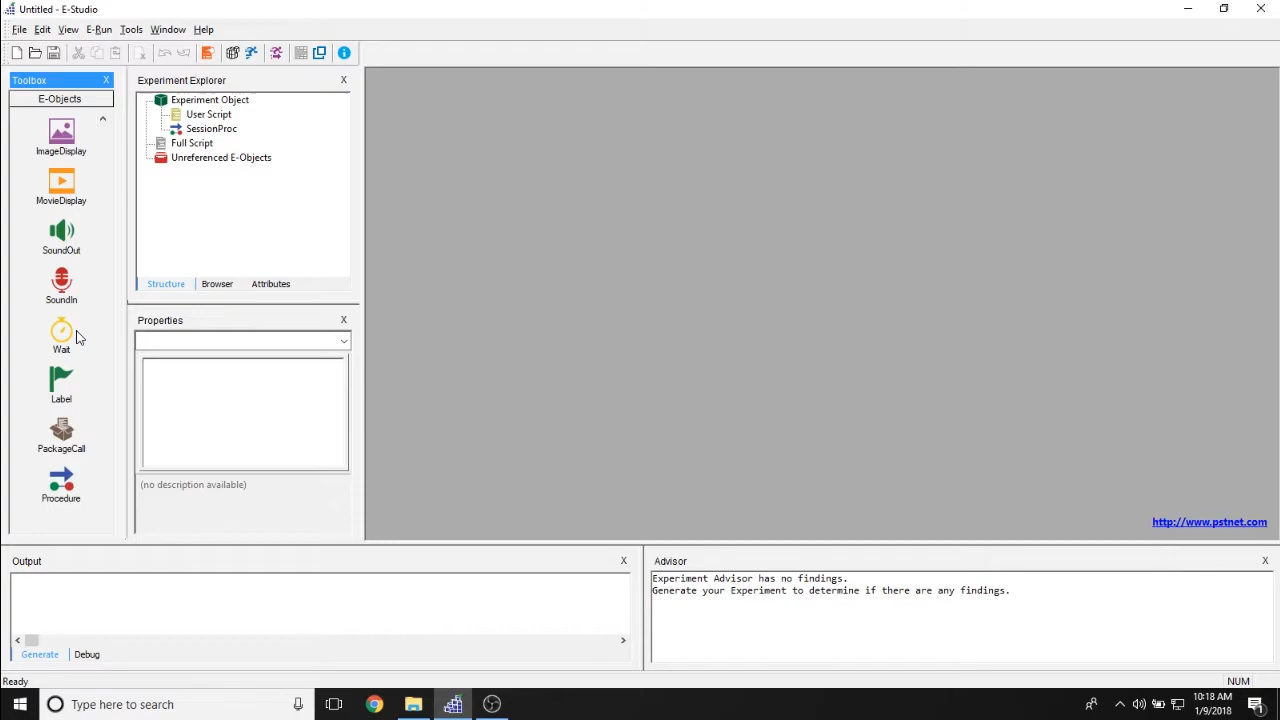 Untitled - E-Studio
File Edit View E-Run Tools Window Help
Toolbox X
E-Objects
ImageDisplay
MovieDisplay
SoundOut
SoundIn
Wait
Label
PackageCall
Procedure
Experiment Explorer X
Experiment Object
User Script
SessionProc
Full Script
Unreferenced E-Objects
Structure Browser Attributes
Properties X
(no description available)
http://www.pstnet.com
Output X
Generate Debug
Advisor X
Experiment Advisor has no findings.
Generate your Experiment to determine if there are any findings.
Ready NUM
Type here to search
10:18 AM
1/9/2018
1